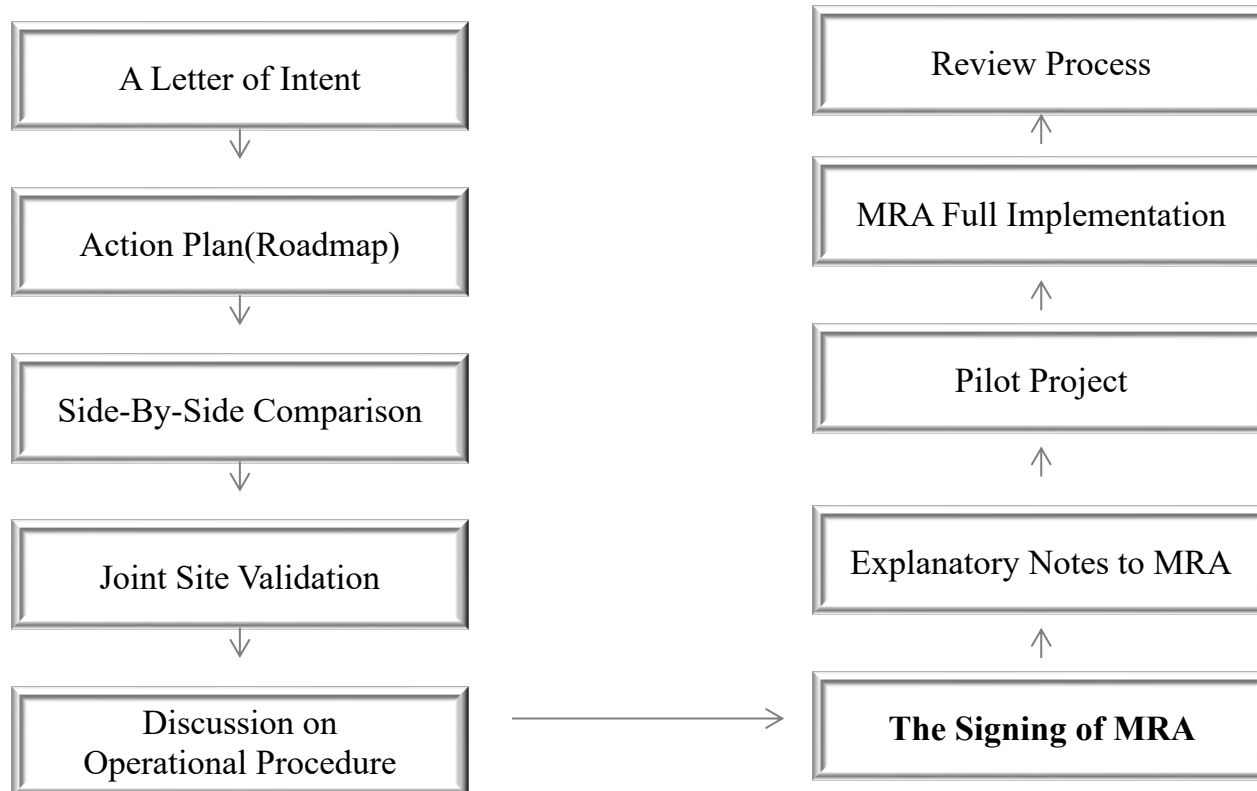 A Letter of Intent
Action Plan(Roadmap)
Side-By-Side Comparison
Joint Site Validation
Discussion on
Operational Procedure
The Signing of MRA
Explanatory Notes to MRA
Pilot Project
MRA Full Implementation
Review Process